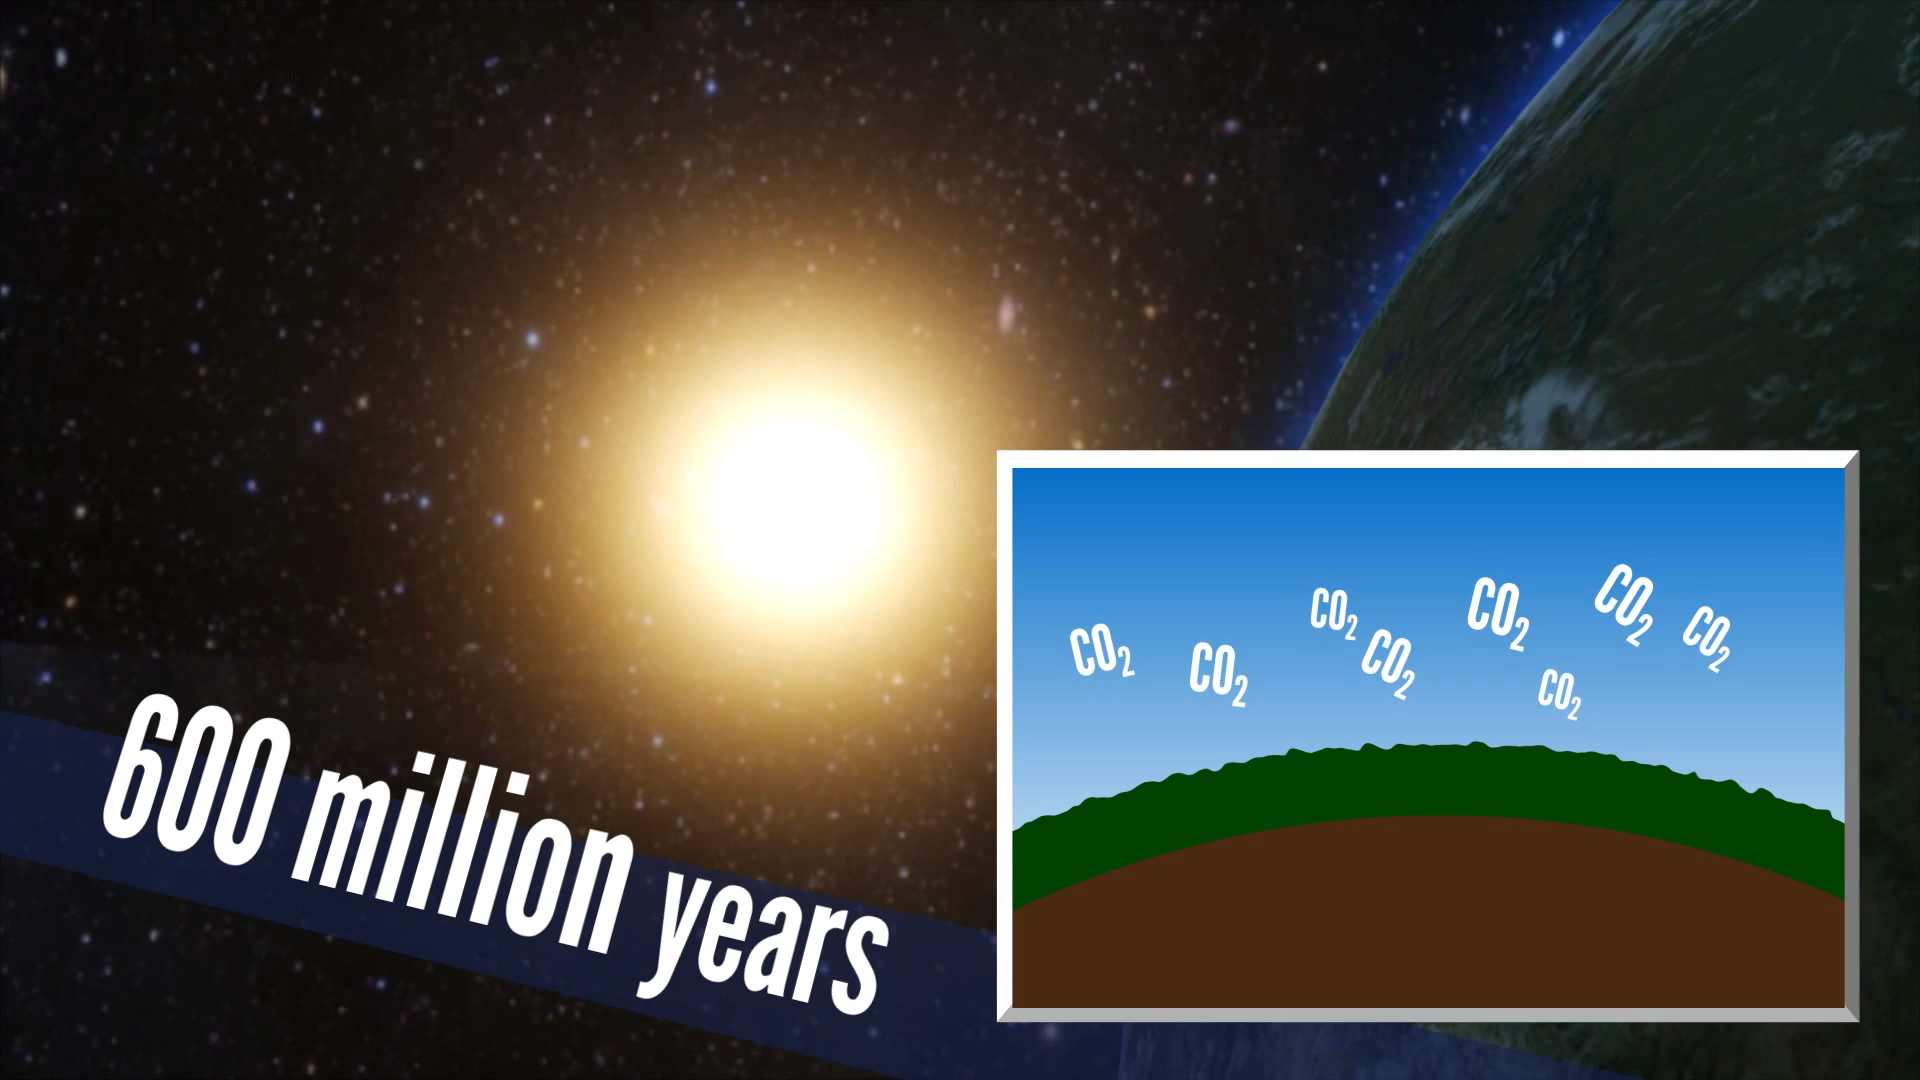 600 million years
CO₂
CO₂
CO₂
CO₂
CO₂
CO₂
CO₂
CO₂